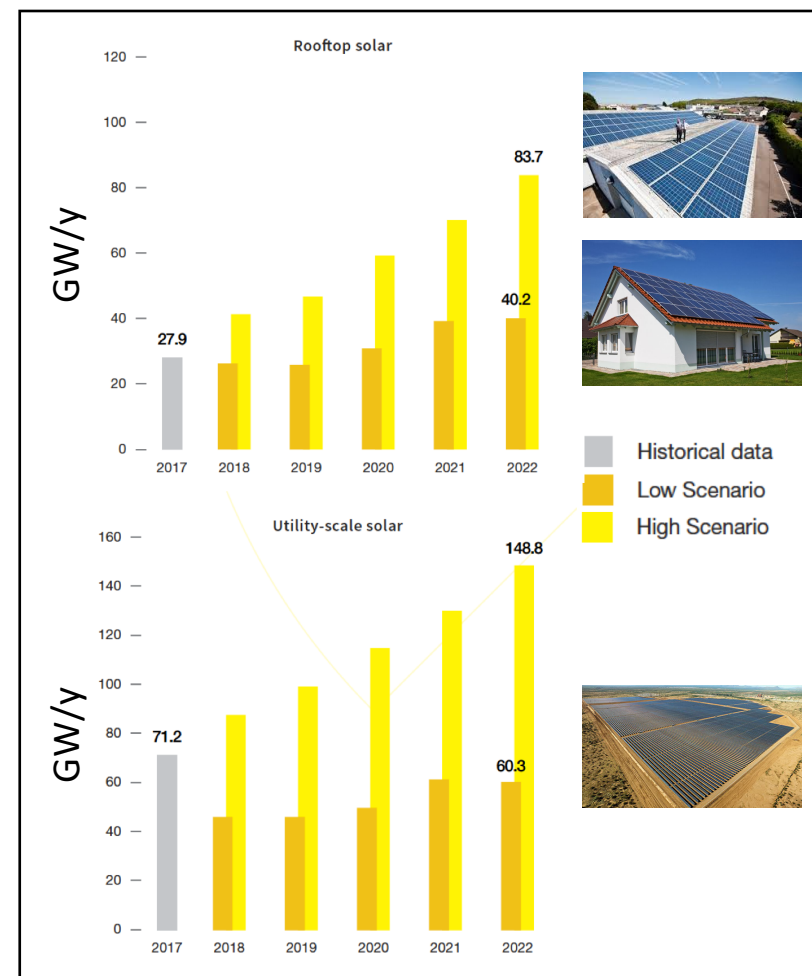 Rooftop solar
120
100
80
60
40
20
0
GW/y
27.9
83.7
40.2
2017 2018 2019 2020 2021 2022
Historical data
Low Scenario
High Scenario
Utility-scale solar
160
140
120
100
80
60
40
20
0
GW/y
71.2
148.8
60.3
2017 2018 2019 2020 2021 2022